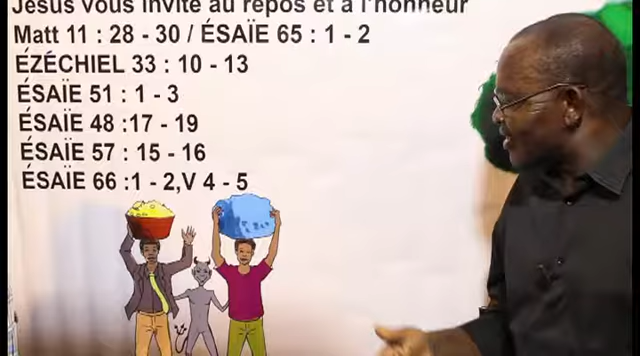 Jésus vous invite au repos et à l'honneur
Matt 11 : 28 - 30 / ÉSAÏE 65 : 1 - 2
ÉZÉCHIEL 33 : 10 - 13
ÉSAÏE 51 : 1 - 3
ÉSAÏE 48 :17 - 19
ÉSAÏE 57 : 15 - 16
ÉSAÏE 66 :1 - 2,V 4 - 5